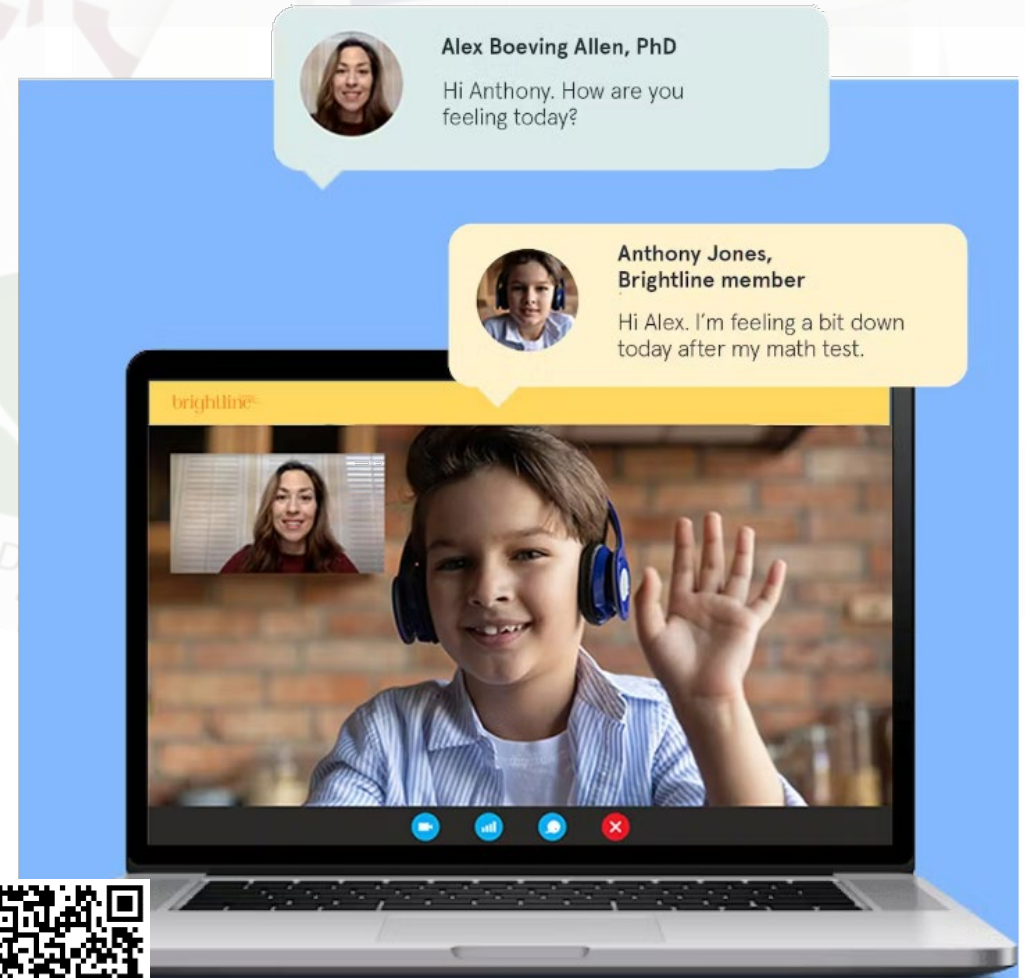 Alex Boeving Allen, PhD
Hi Anthony. How are you
feeling today?
Anthony Jones,
Brightline member
Hi Alex. I'm feeling a bit down
today after my math test.
brightline